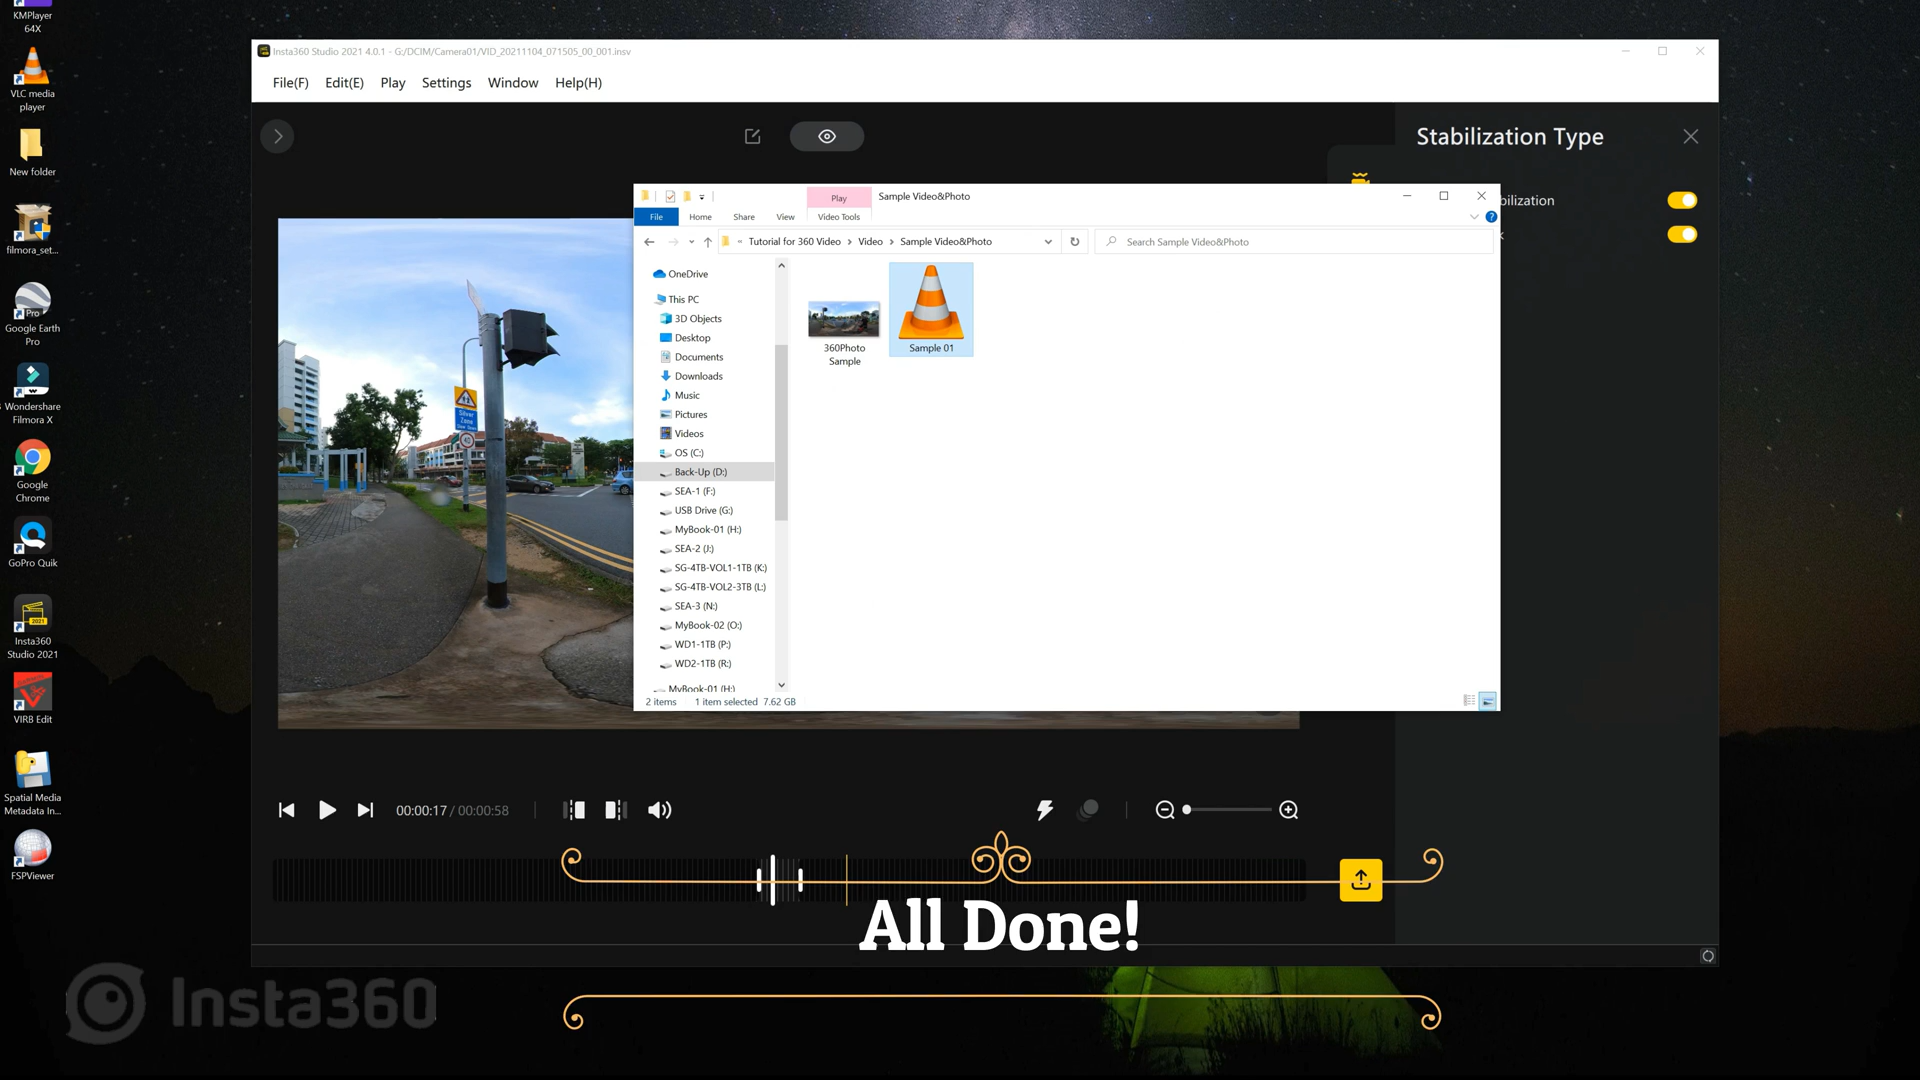 KMPlayer
64X
VLC media
player
New folder
filmora_set...
Pro
Google Earth
Pro
Wondershare
Filmora X
Google
Chrome
GoPro Quik
2021
Insta360
Studio 2021
VIRB Edit
Spatial Media
Metadata In...
FSPViewer
Insta360 Studio 2021 4.0.1 - G:/DCIM/Camera01/VID_20211104_071505_00_001.insv
File(F) Edit(E) Play Settings Window Help(H)
Stabilization Type
bilization
Silver
Zone
40
Play
Sample Video&Photo
File Home Share View Video Tools
« Tutorial for 360 Video › Video › Sample Video&Photo
Search Sample Video&Photo
OneDrive
This PC
3D Objects
Desktop
Documents
Downloads
Music
Pictures
Videos
OS (C:)
Back-Up (D:)
SEA-1 (F:)
USB Drive (G:)
MyBook-01 (H:)
SEA-2 (J:)
SG-4TB-VOL1-1TB (K:)
SG-4TB-VOL2-3TB (L:)
SEA-3 (N:)
MyBook-02 (O:)
WD1-1TB (P:)
WD2-1TB (R:)
MyBook-01 (H:)
360Photo
Sample
Sample 01
2 items 1 item selected 7.62 GB
00:00:17 / 00:00:58
All Done!
Insta360